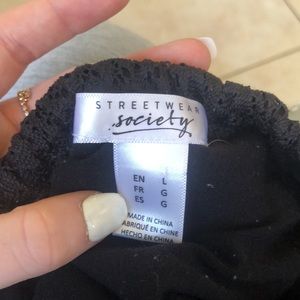 STREETWEAR
society
EN L
FR G
ES G
MADE IN CHINA
FABRIQUÉ EN CHINE
HECHO EN CHINA